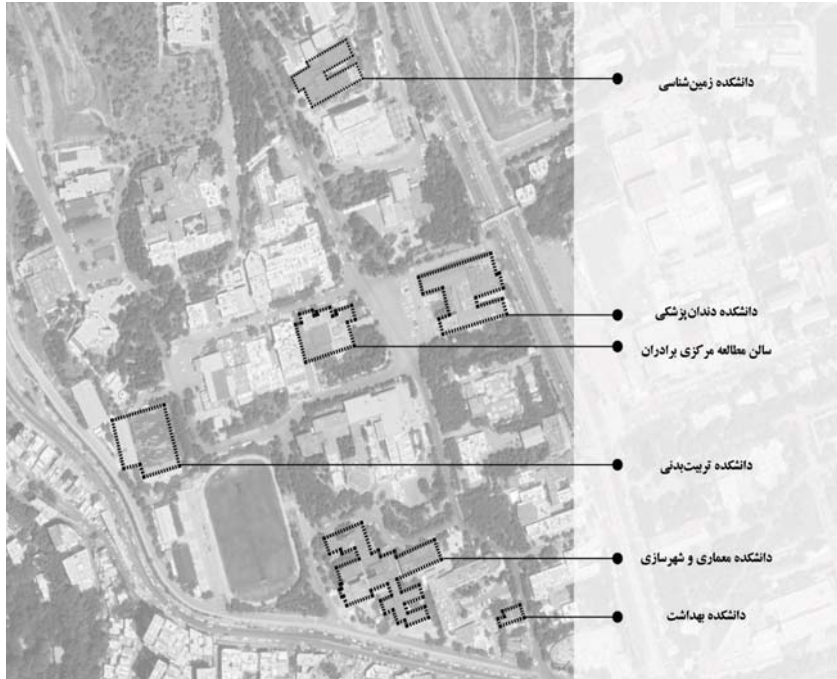 دانشکده زمین‌شناسی
دانشکده دندان‌پزشکی
سالن مطالعه مرکزی برادران
دانشکده تربیت‌بدنی
دانشکده معماری و شهرسازی
دانشکده بهداشت